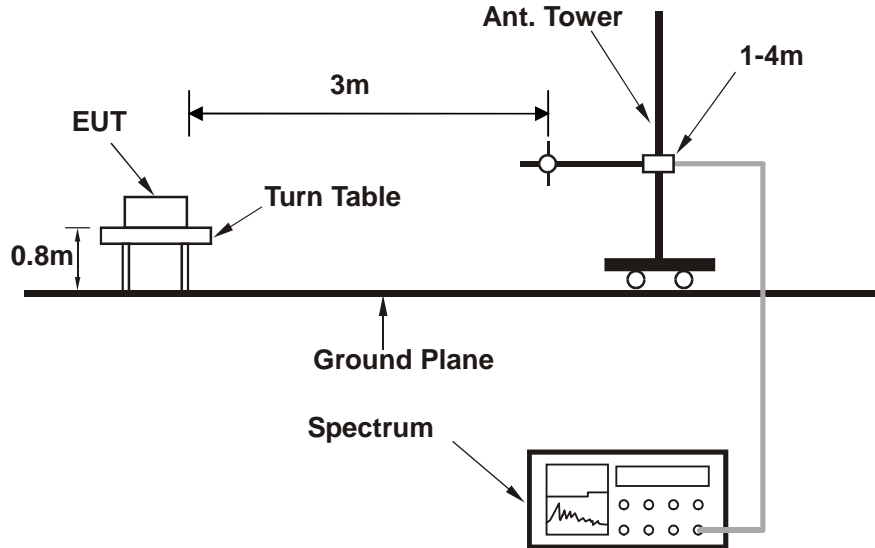 Ant. Tower
1-4m
3m
EUT
Turn Table
0.8m
Ground Plane
Spectrum